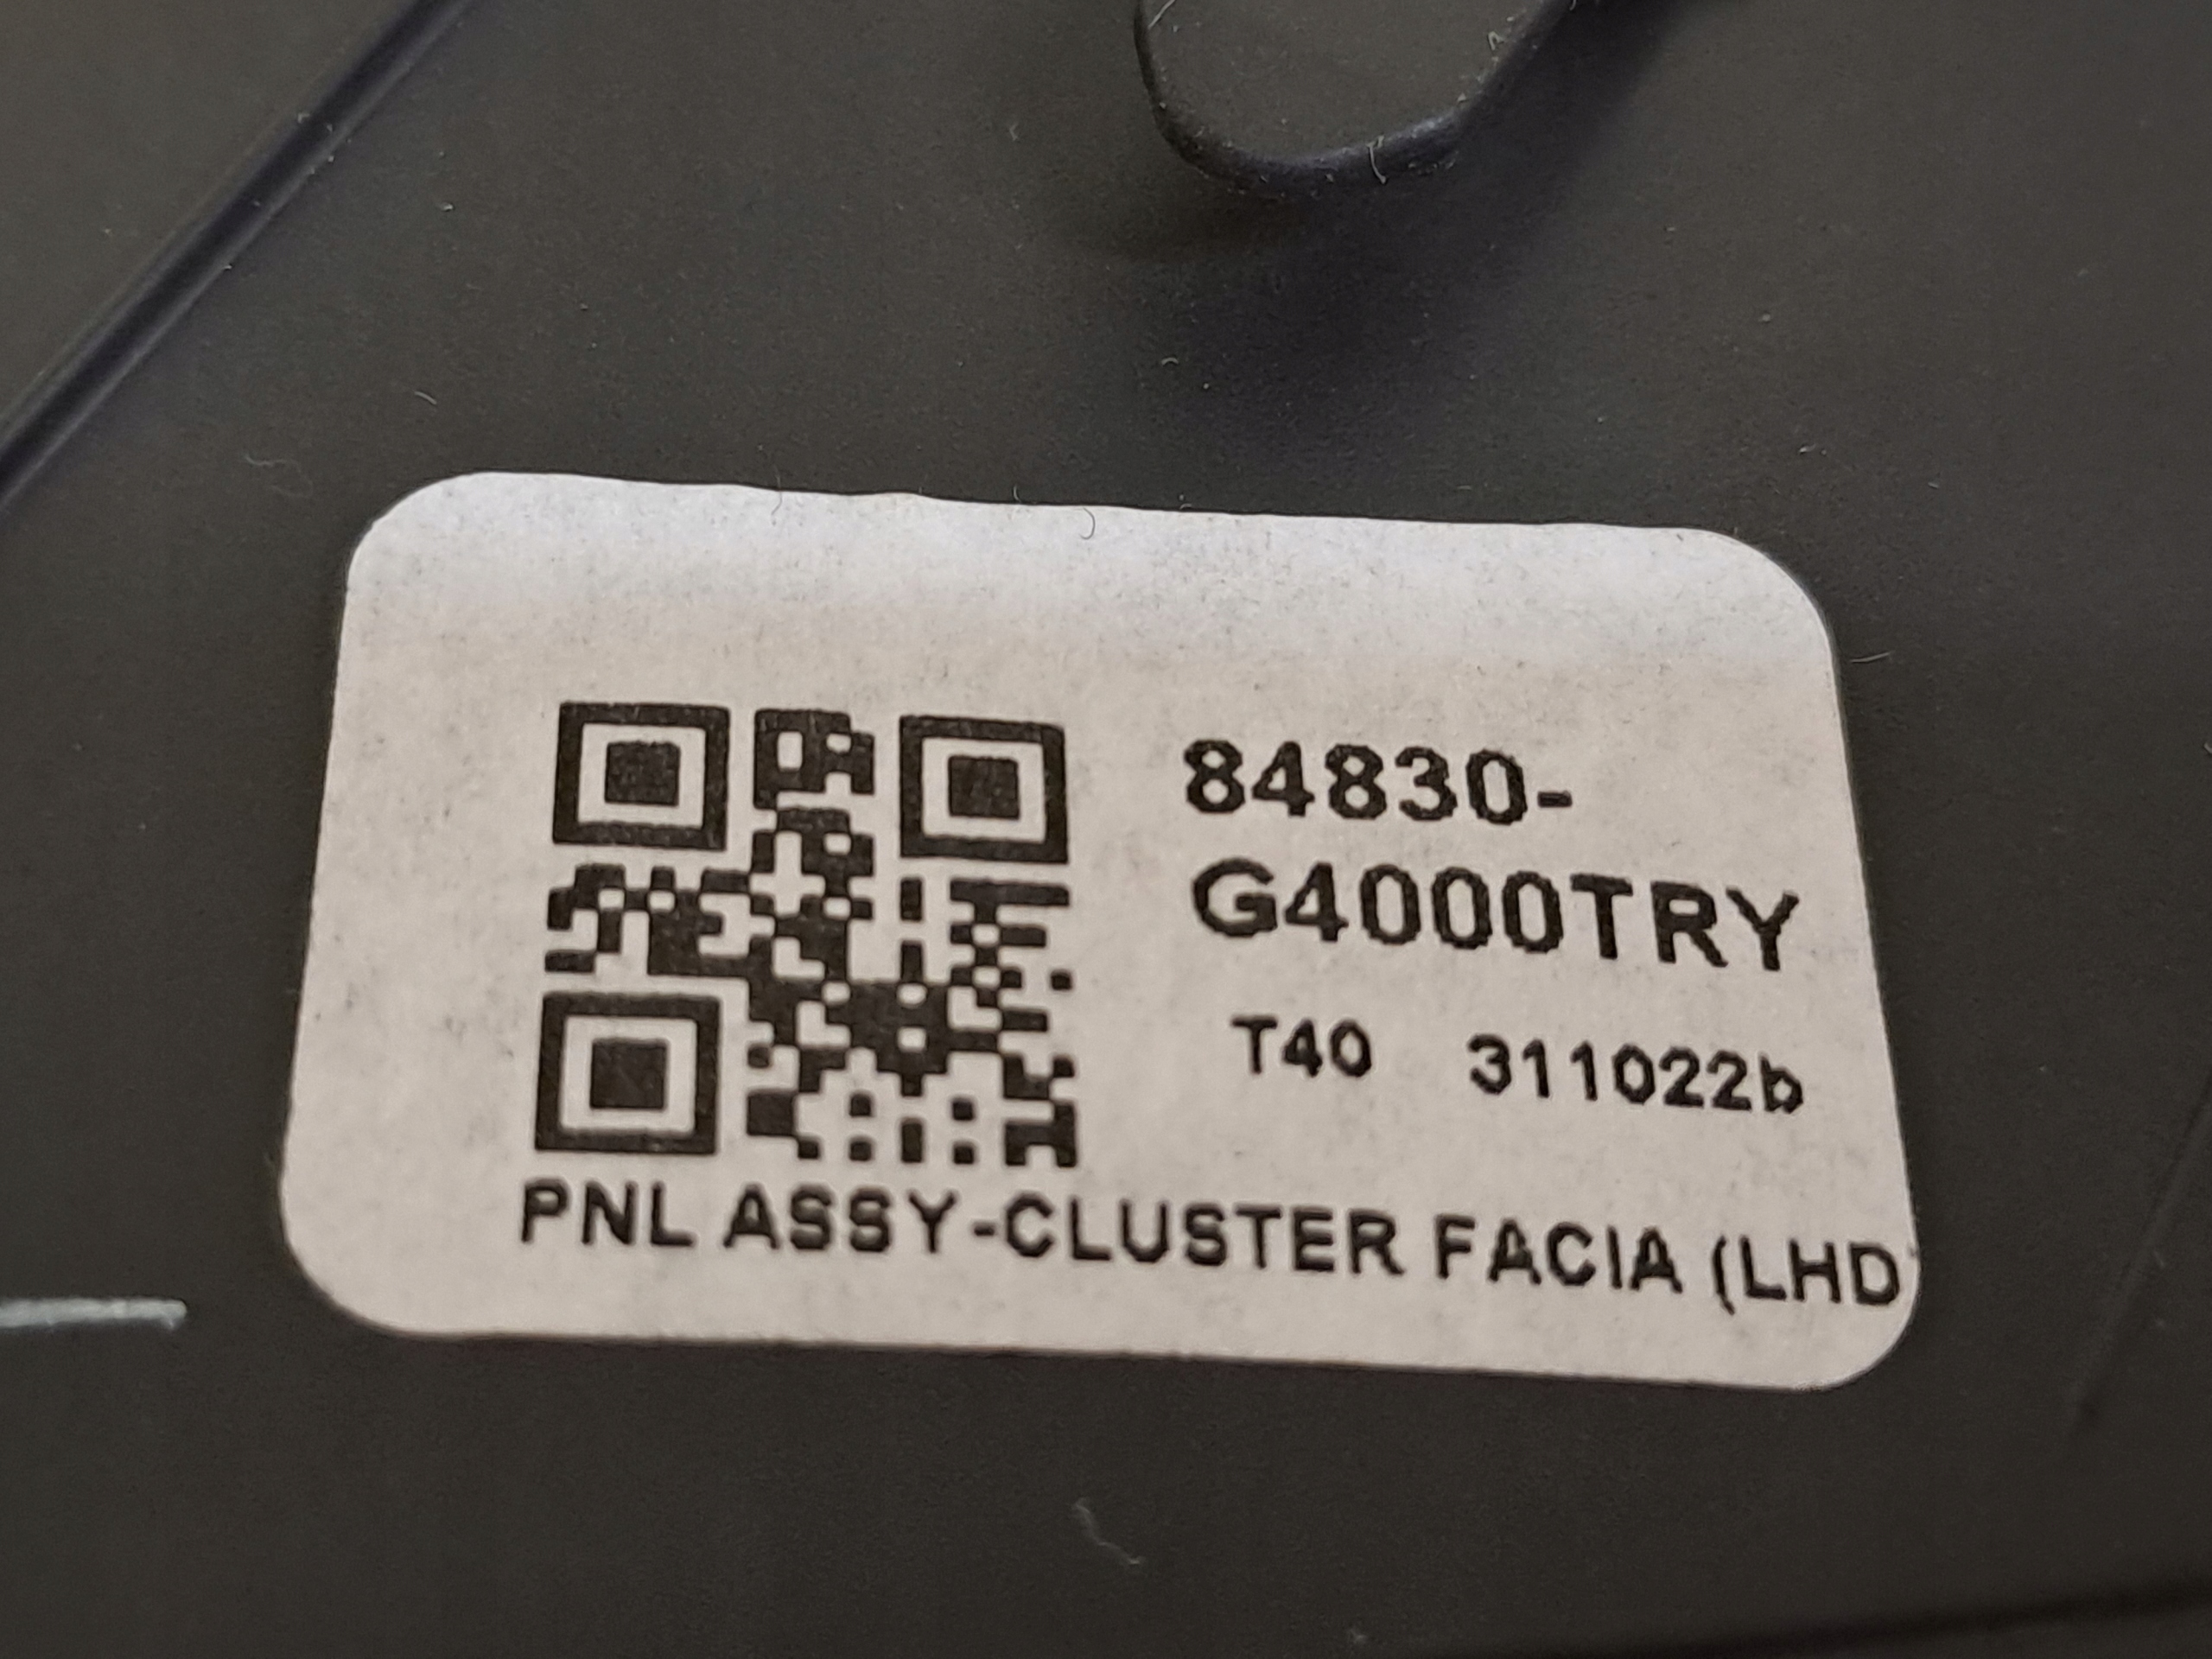 84830-
G4000TRY
T40 311022b
PNL ASSY-CLUSTER FACIA (LHD